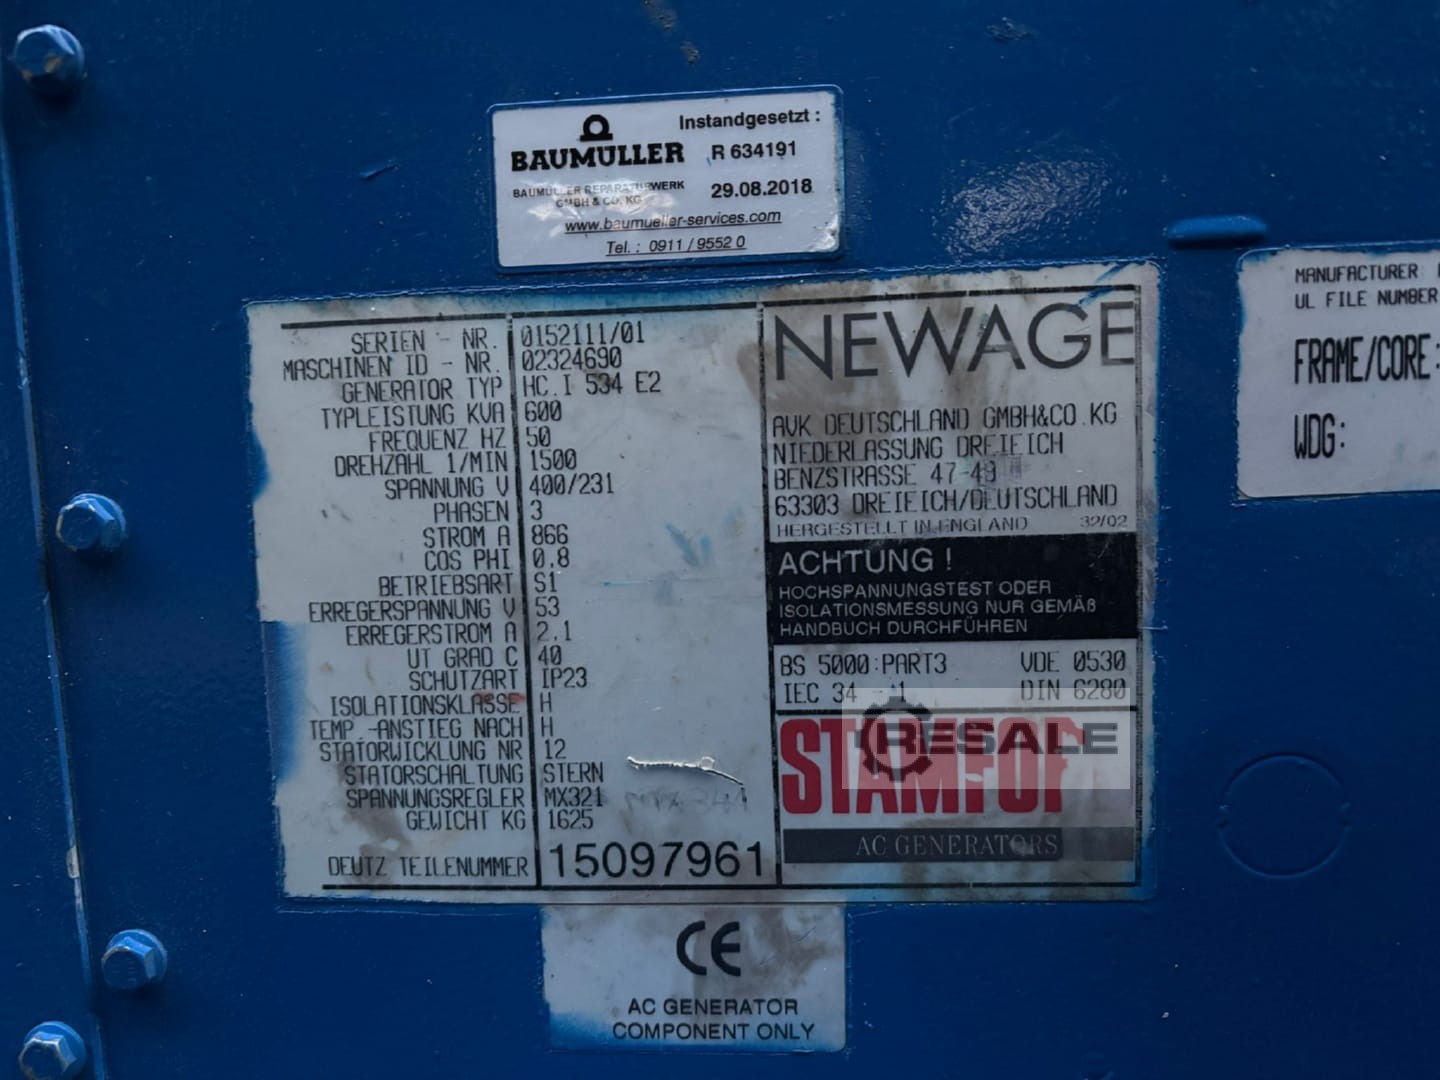 BAUMÜLLER
BAUMÜLLER REPARATURWERK
GMBH & CO. KG
Instandgesetzt :
R 634191
29.08.2018
www.baumueller-services.com
Tel. : 0911 / 9552 0
SERIEN - NR. 0152111/01
MASCHINEN ID - NR. 02324690
GENERATOR TYP HC.I 534 E2
TYPLEISTUNG KVA 600
FREQUENZ HZ 50
DREHZAHL 1/MIN 1500
SPANNUNG V 400/231
PHASEN 3
STROM A 866
COS PHI 0.8
BETRIEBSART S1
ERREGERSPANNUNG V 53
ERREGERSTROM A 2.1
UT GRAD C 40
SCHUTZART IP23
ISOLATIONSKLASSE H
TEMP.-ANSTIEG NACH H
STATORWICKLUNG NR 12
STATORSCHALTUNG STERN
SPANNUNGSREGLER MX321
GEWICHT KG 1625
DEUTZ TEILENUMMER 15097961
NEWAGE
AVK DEUTSCHLAND GMBH&CO.KG
NIEDERLASSUNG DREIEICH
BENZSTRASSE 47-49
63303 DREIEICH/DEUTSCHLAND
HERGESTELLT IN ENGLAND 32/02
ACHTUNG !
HOCHSPANNUNGSTEST ODER
ISOLATIONSMESSUNG NUR GEMÄß
HANDBUCH DURCHFÜHREN
BS 5000:PART3 VDE 0530
IEC 34 - 1 DIN 6280
STAMFOR
RESALE
AC GENERATORS
CE
AC GENERATOR
COMPONENT ONLY
MANUFACTURER
UL FILE NUMBER
FRAME/CORE:
WDG: